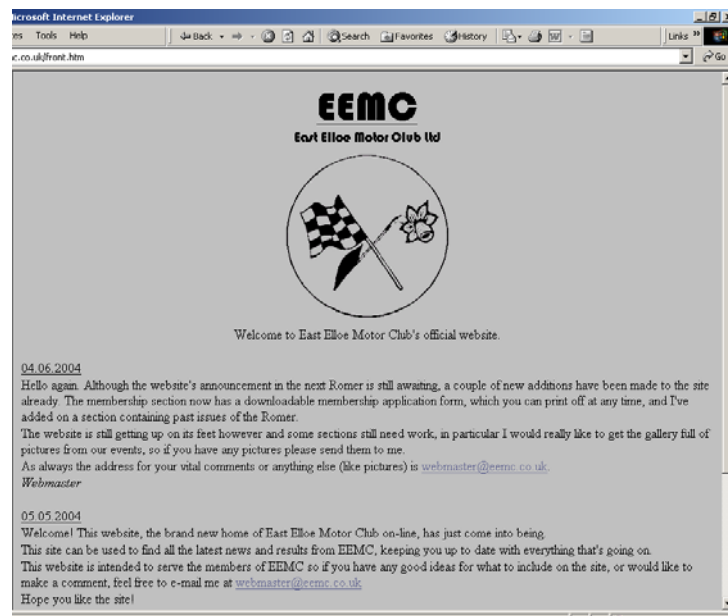 Microsoft Internet Explorer
es Tools Help Back Search Favorites History Links »
c.co.uk/front.htm Go
EEMC
East Elloe Motor Club Ltd
Welcome to East Elloe Motor Club's official website.
04.06.2004
Hello again. Although the website's announcement in the next Romer is still awaiting, a couple of new additions have been made to the site
already. The membership section now has a downloadable membership application form, which you can print off at any time, and I've
added on a section containing past issues of the Romer.
The website is still getting up on its feet however and some sections still need work, in particular I would really like to get the gallery full of
pictures from our events, so if you have any pictures please send them to me.
As always the address for your vital comments or anything else (like pictures) is webmaster@eemc.co.uk.
Webmaster
05.05.2004
Welcome! This website, the brand new home of East Elloe Motor Club on-line, has just come into being.
This site can be used to find all the latest news and results from EEMC, keeping you up to date with everything that's going on.
This website is intended to serve the members of EEMC so if you have any good ideas for what to include on the site, or would like to
make a comment, feel free to e-mail me at webmaster@eemc.co.uk
Hope you like the site!